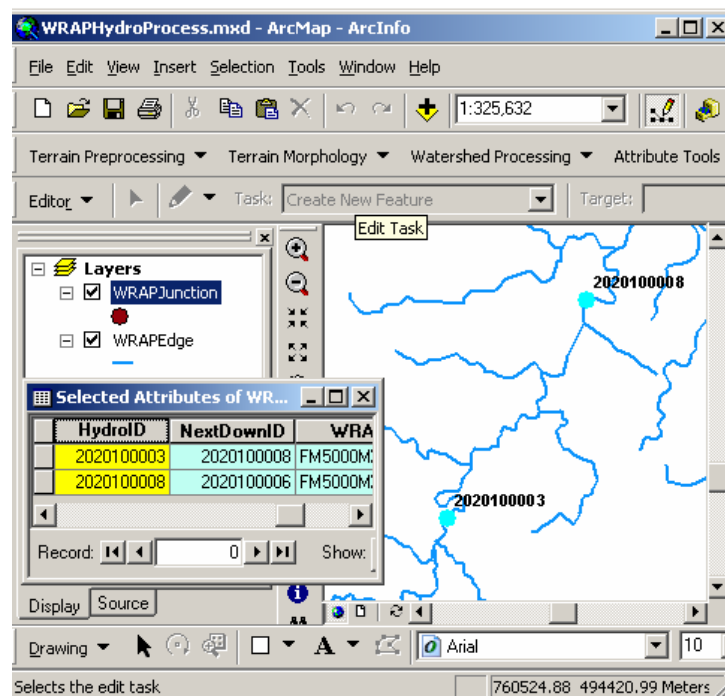 WRAPHydroProcess.mxd - ArcMap - ArcInfo
File Edit View Insert Selection Tools Window Help
1:325,632
Terrain Preprocessing Terrain Morphology Watershed Processing Attribute Tools
Editor Task: Create New Feature Target:
Edit Task
Layers
WRAPJunction
WRAPEdge
2020100008
Selected Attributes of WR...
HydroID NextDownID WRA
2020100003 2020100008 FM5000M
2020100008 2020100006 FM5000M
2020100003
Record: 0 Show:
Display Source
Drawing A Arial 10
Selects the edit task 760524.88 494420.99 Meters